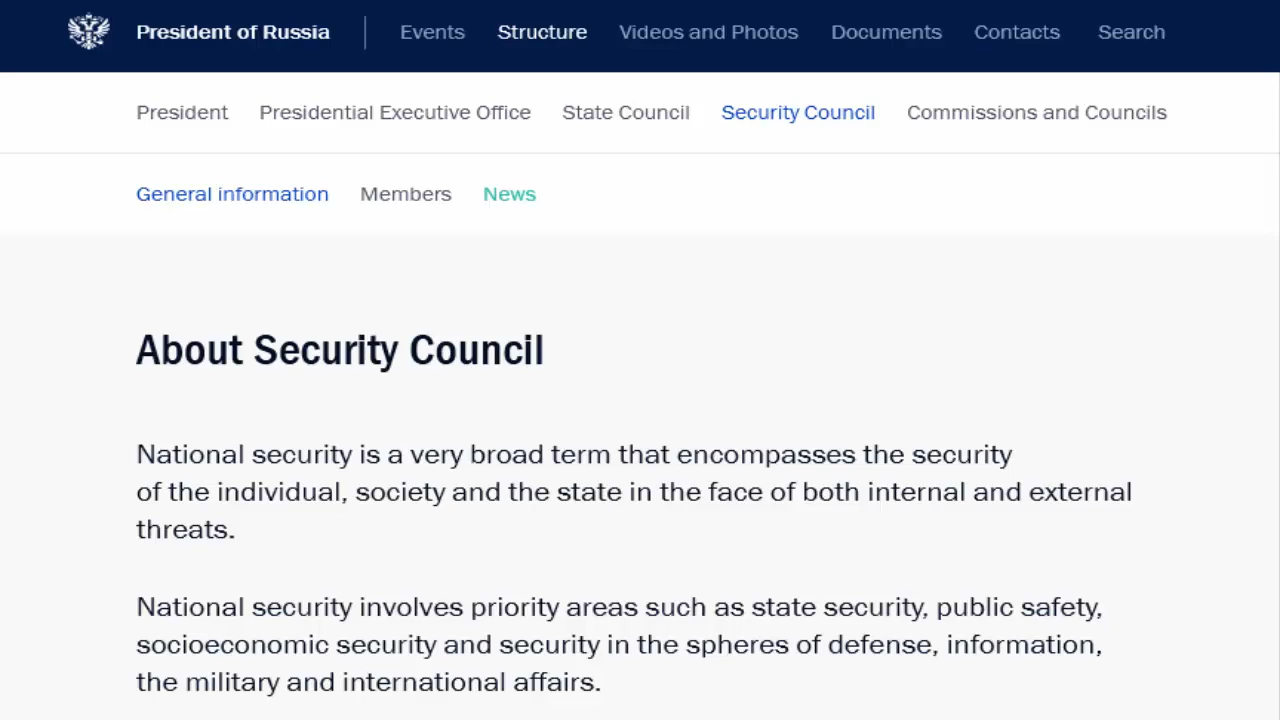 President of Russia Events Structure Videos and Photos Documents Contacts Search
President Presidential Executive Office State Council Security Council Commissions and Councils
General information Members News
About Security Council
National security is a very broad term that encompasses the security
of the individual, society and the state in the face of both internal and external
threats.
National security involves priority areas such as state security, public safety,
socioeconomic security and security in the spheres of defense, information,
the military and international affairs.